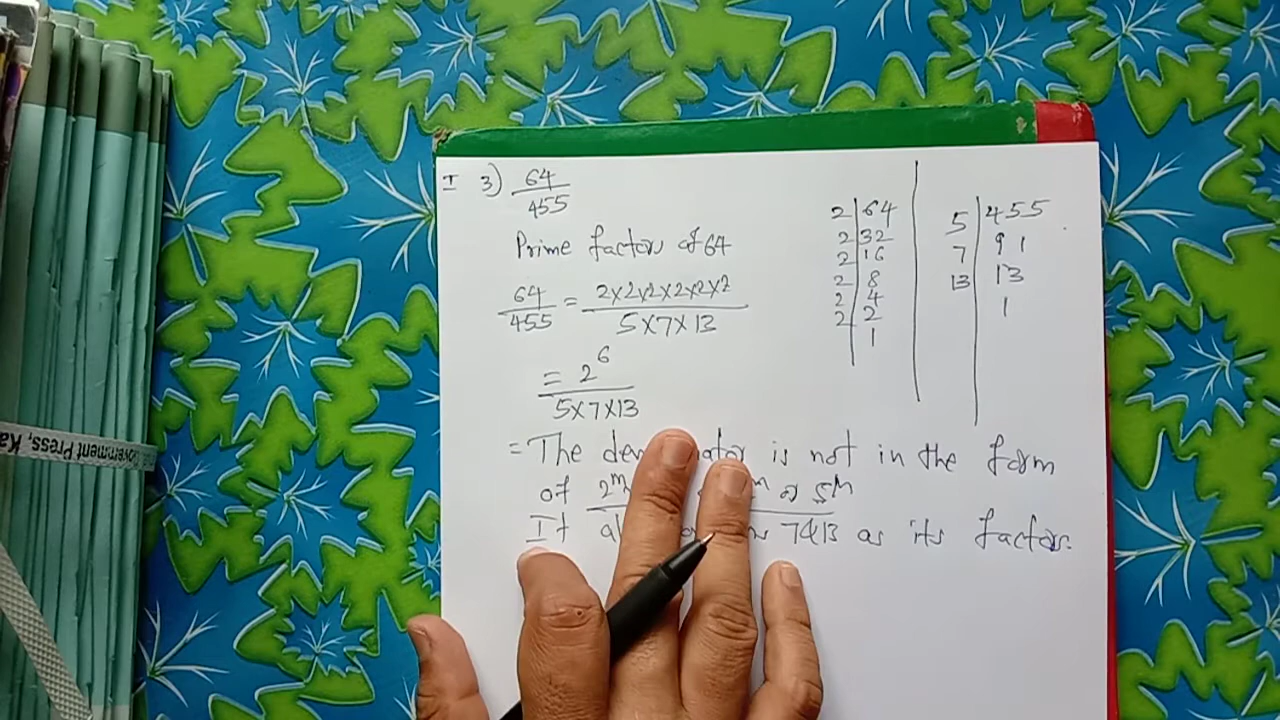 I 3) 64/455
Prime factors of 64
64/455 = 2×2×2×2×2×2/5×7×13
= 2^6/5×7×13
= The is not in the form
of 2^m or 5^m
It 7&13 as its factor.
2|64
2|32
2|16
2|8
2|4
2|2
1
5|455
7|91
13|13
1
Government Press, Ka